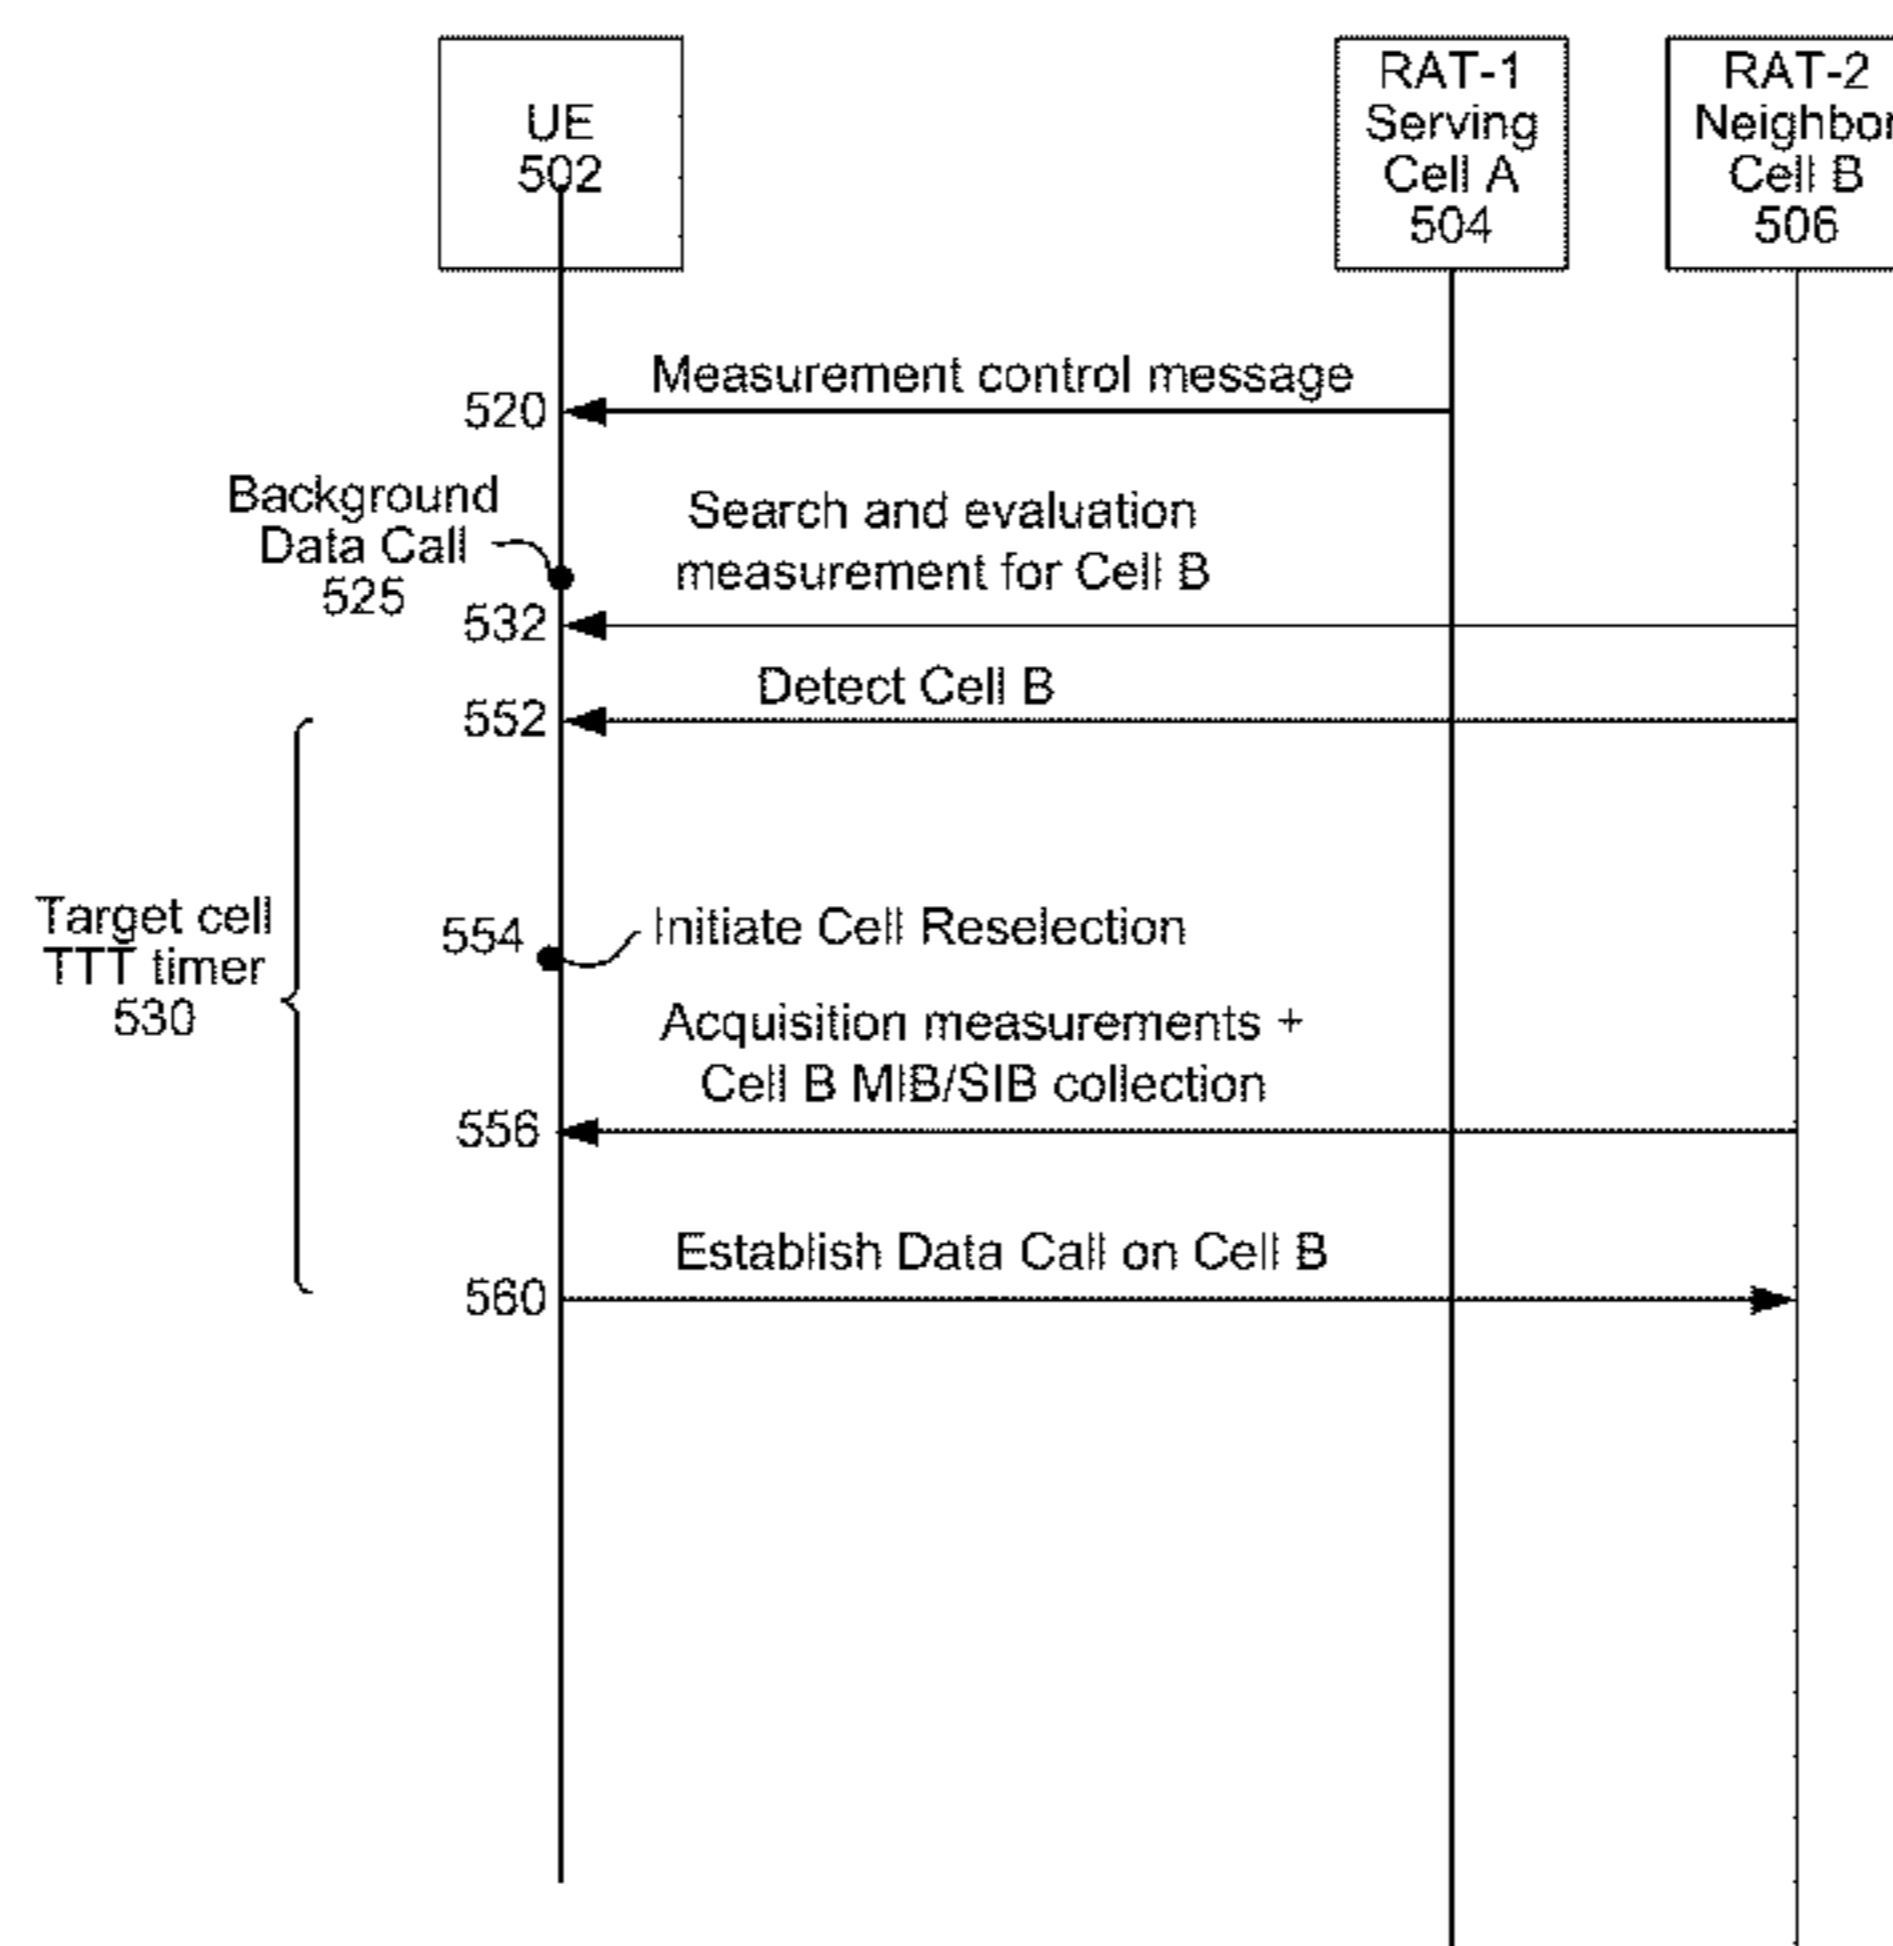 UE
502
RAT-1
Serving
Cell A
504
RAT-2
Neighbor
Cell B
506
Measurement control message
520
Background
Data Call
525
Search and evaluation
measurement for Cell B
532
Detect Cell B
552
Target cell
TTT timer
530
554
Initiate Cell Reselection
Acquisition measurements +
Cell B MIB/SIB collection
556
Establish Data Call on Cell B
560